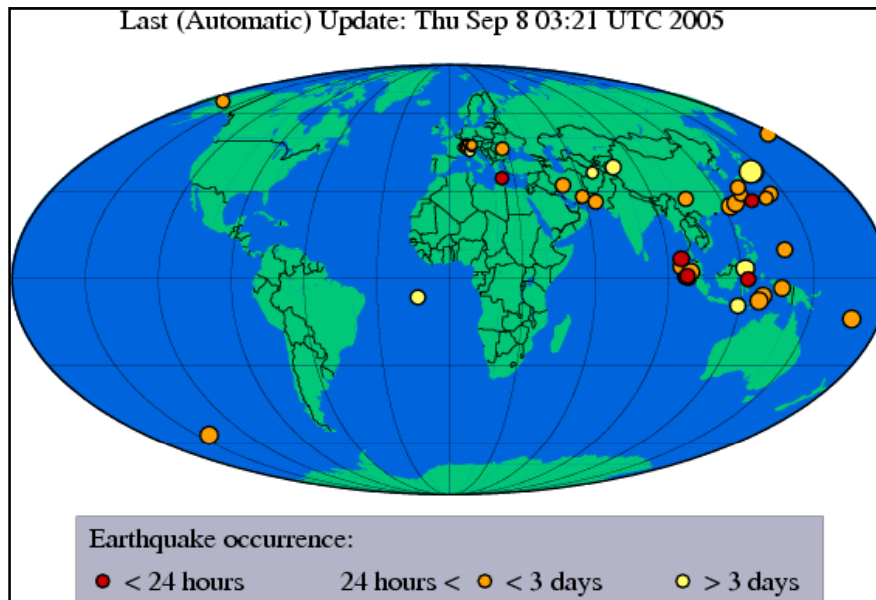 Last (Automatic) Update: Thu Sep 8 03:21 UTC 2005
Earthquake occurrence:
< 24 hours 24 hours < < 3 days > 3 days